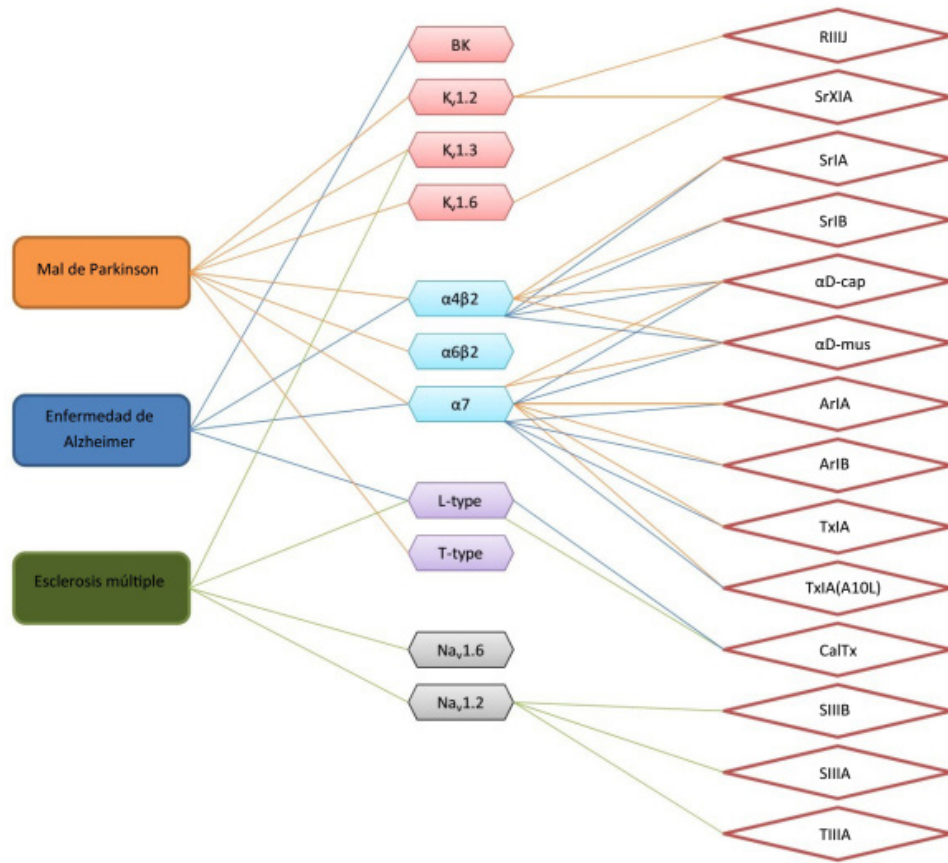 Mal de Parkinson
Enfermedad de
Alzheimer
Esclerosis múltiple
BK
Kv1.2
Kv1.3
Kv1.6
α4β2
α6β2
α7
L-type
T-type
Nav1.6
Nav1.2
RIIIJ
SrXIA
SrIA
SrIB
αD-cap
αD-mus
ArIA
ArIB
TxIA
TxIA(A10L)
CalTx
SIIIB
SIIIA
TIIIA